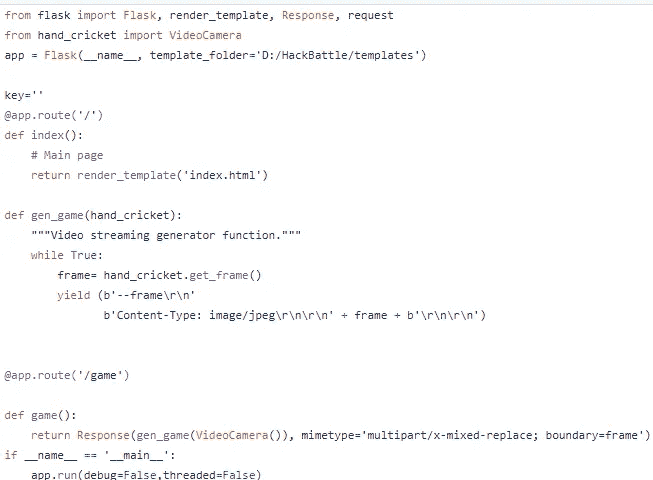 from flask import Flask, render_template, Response, request
from hand_cricket import VideoCamera
app = Flask(__name__, template_folder='D:/HackBattle/templates')
key=''
@app.route('/')
def index():
    # Main page
    return render_template('index.html')
def gen_game(hand_cricket):
    """Video streaming generator function."""
    while True:
        frame= hand_cricket.get_frame()
        yield (b'--frame\r\n'
               b'Content-Type: image/jpeg\r\n\r\n' + frame + b'\r\n\r\n')
@app.route('/game')
def game():
    return Response(gen_game(VideoCamera()), mimetype='multipart/x-mixed-replace; boundary=frame')
if __name__ == '__main__':
    app.run(debug=False,threaded=False)